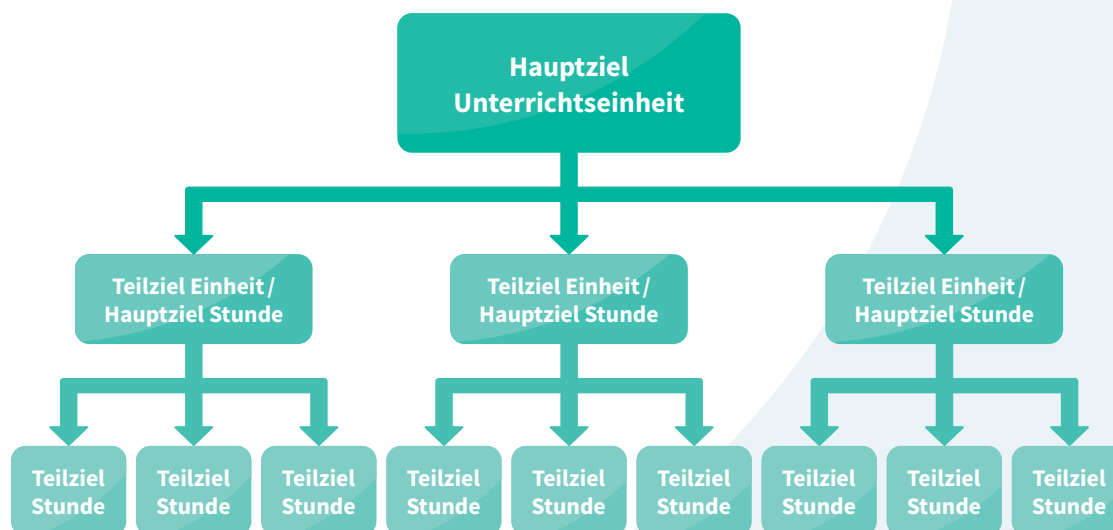 Hauptziel
Unterrichtseinheit
Teilziel Einheit /
Hauptziel Stunde
Teilziel Einheit /
Hauptziel Stunde
Teilziel Einheit /
Hauptziel Stunde
Teilziel
Stunde
Teilziel
Stunde
Teilziel
Stunde
Teilziel
Stunde
Teilziel
Stunde
Teilziel
Stunde
Teilziel
Stunde
Teilziel
Stunde
Teilziel
Stunde